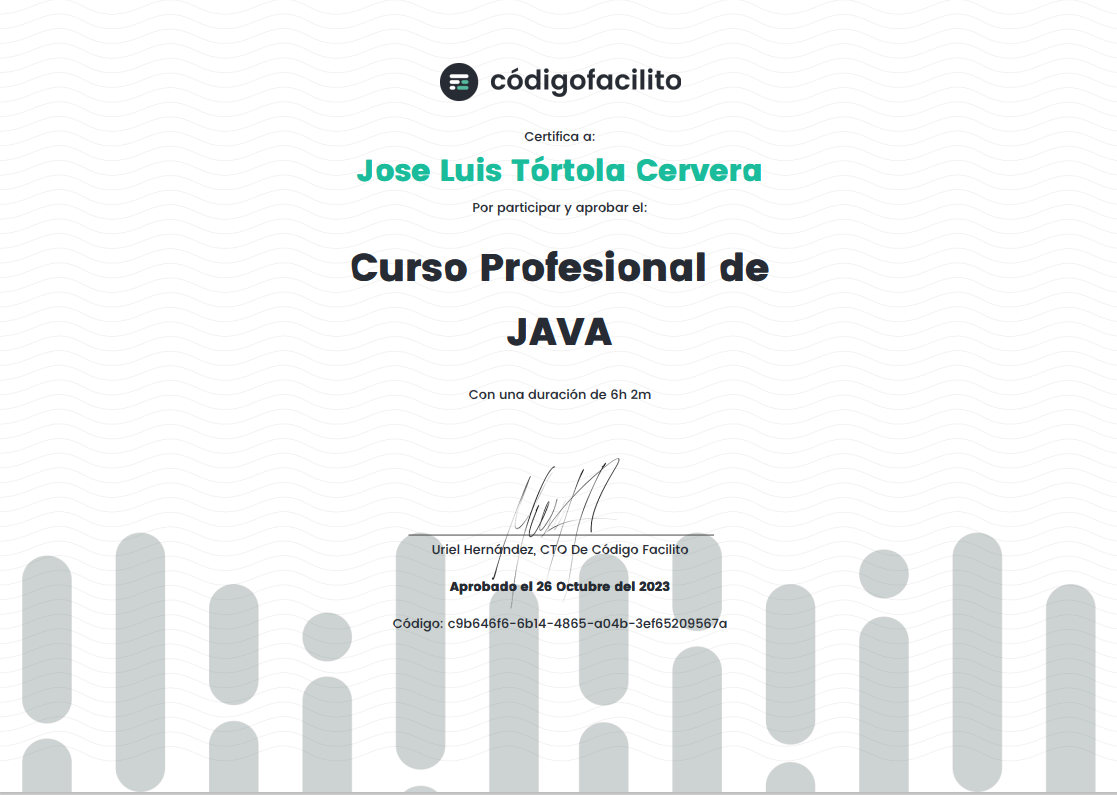 códigofacilito
Certifica a:
Jose Luis Tórtola Cervera
Por participar y aprobar el:
Curso Profesional de
JAVA
Con una duración de 6h 2m
Uriel Hernández, CTO De Código Facilito
Aprobado el 26 Octubre del 2023
Código: c9b646f6-6b14-4865-a04b-3ef65209567a